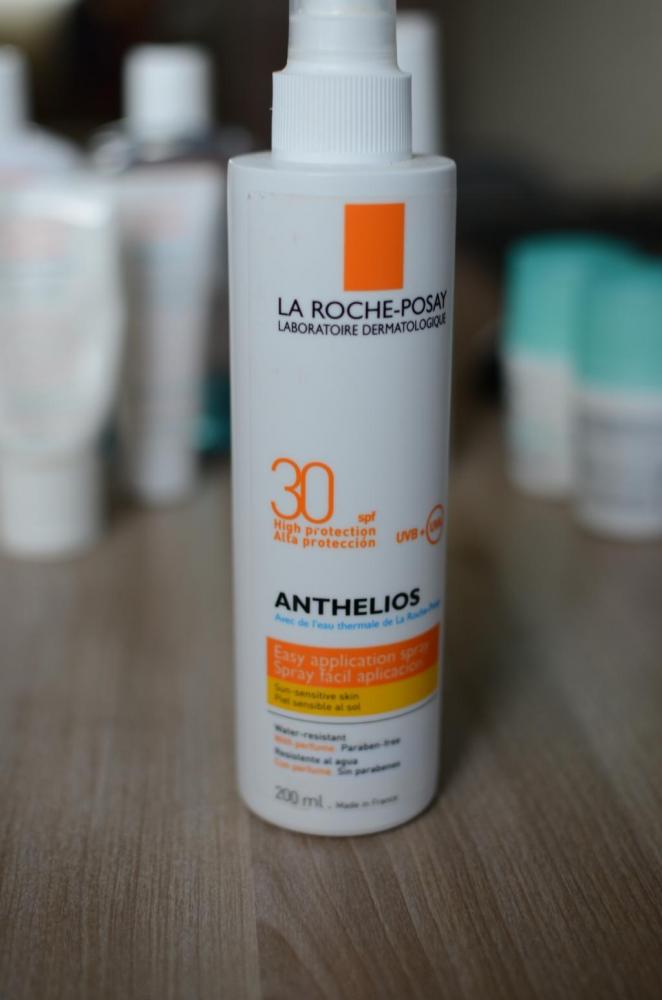 LA ROCHE-POSAY
LABORATOIRE DERMATOLOGIQUE
30 spf
High protection
Alta protección
UVB + UVA
ANTHELIOS
Avec de l'eau thermale de La Roche-Posay
Easy application spray
Spray fácil aplicación
Sun-sensitive skin
Piel sensible al sol
Water-resistant
With perfume. Paraben-free
Resistente al agua
Con perfume. Sin parabenes
200 ml . Made in France